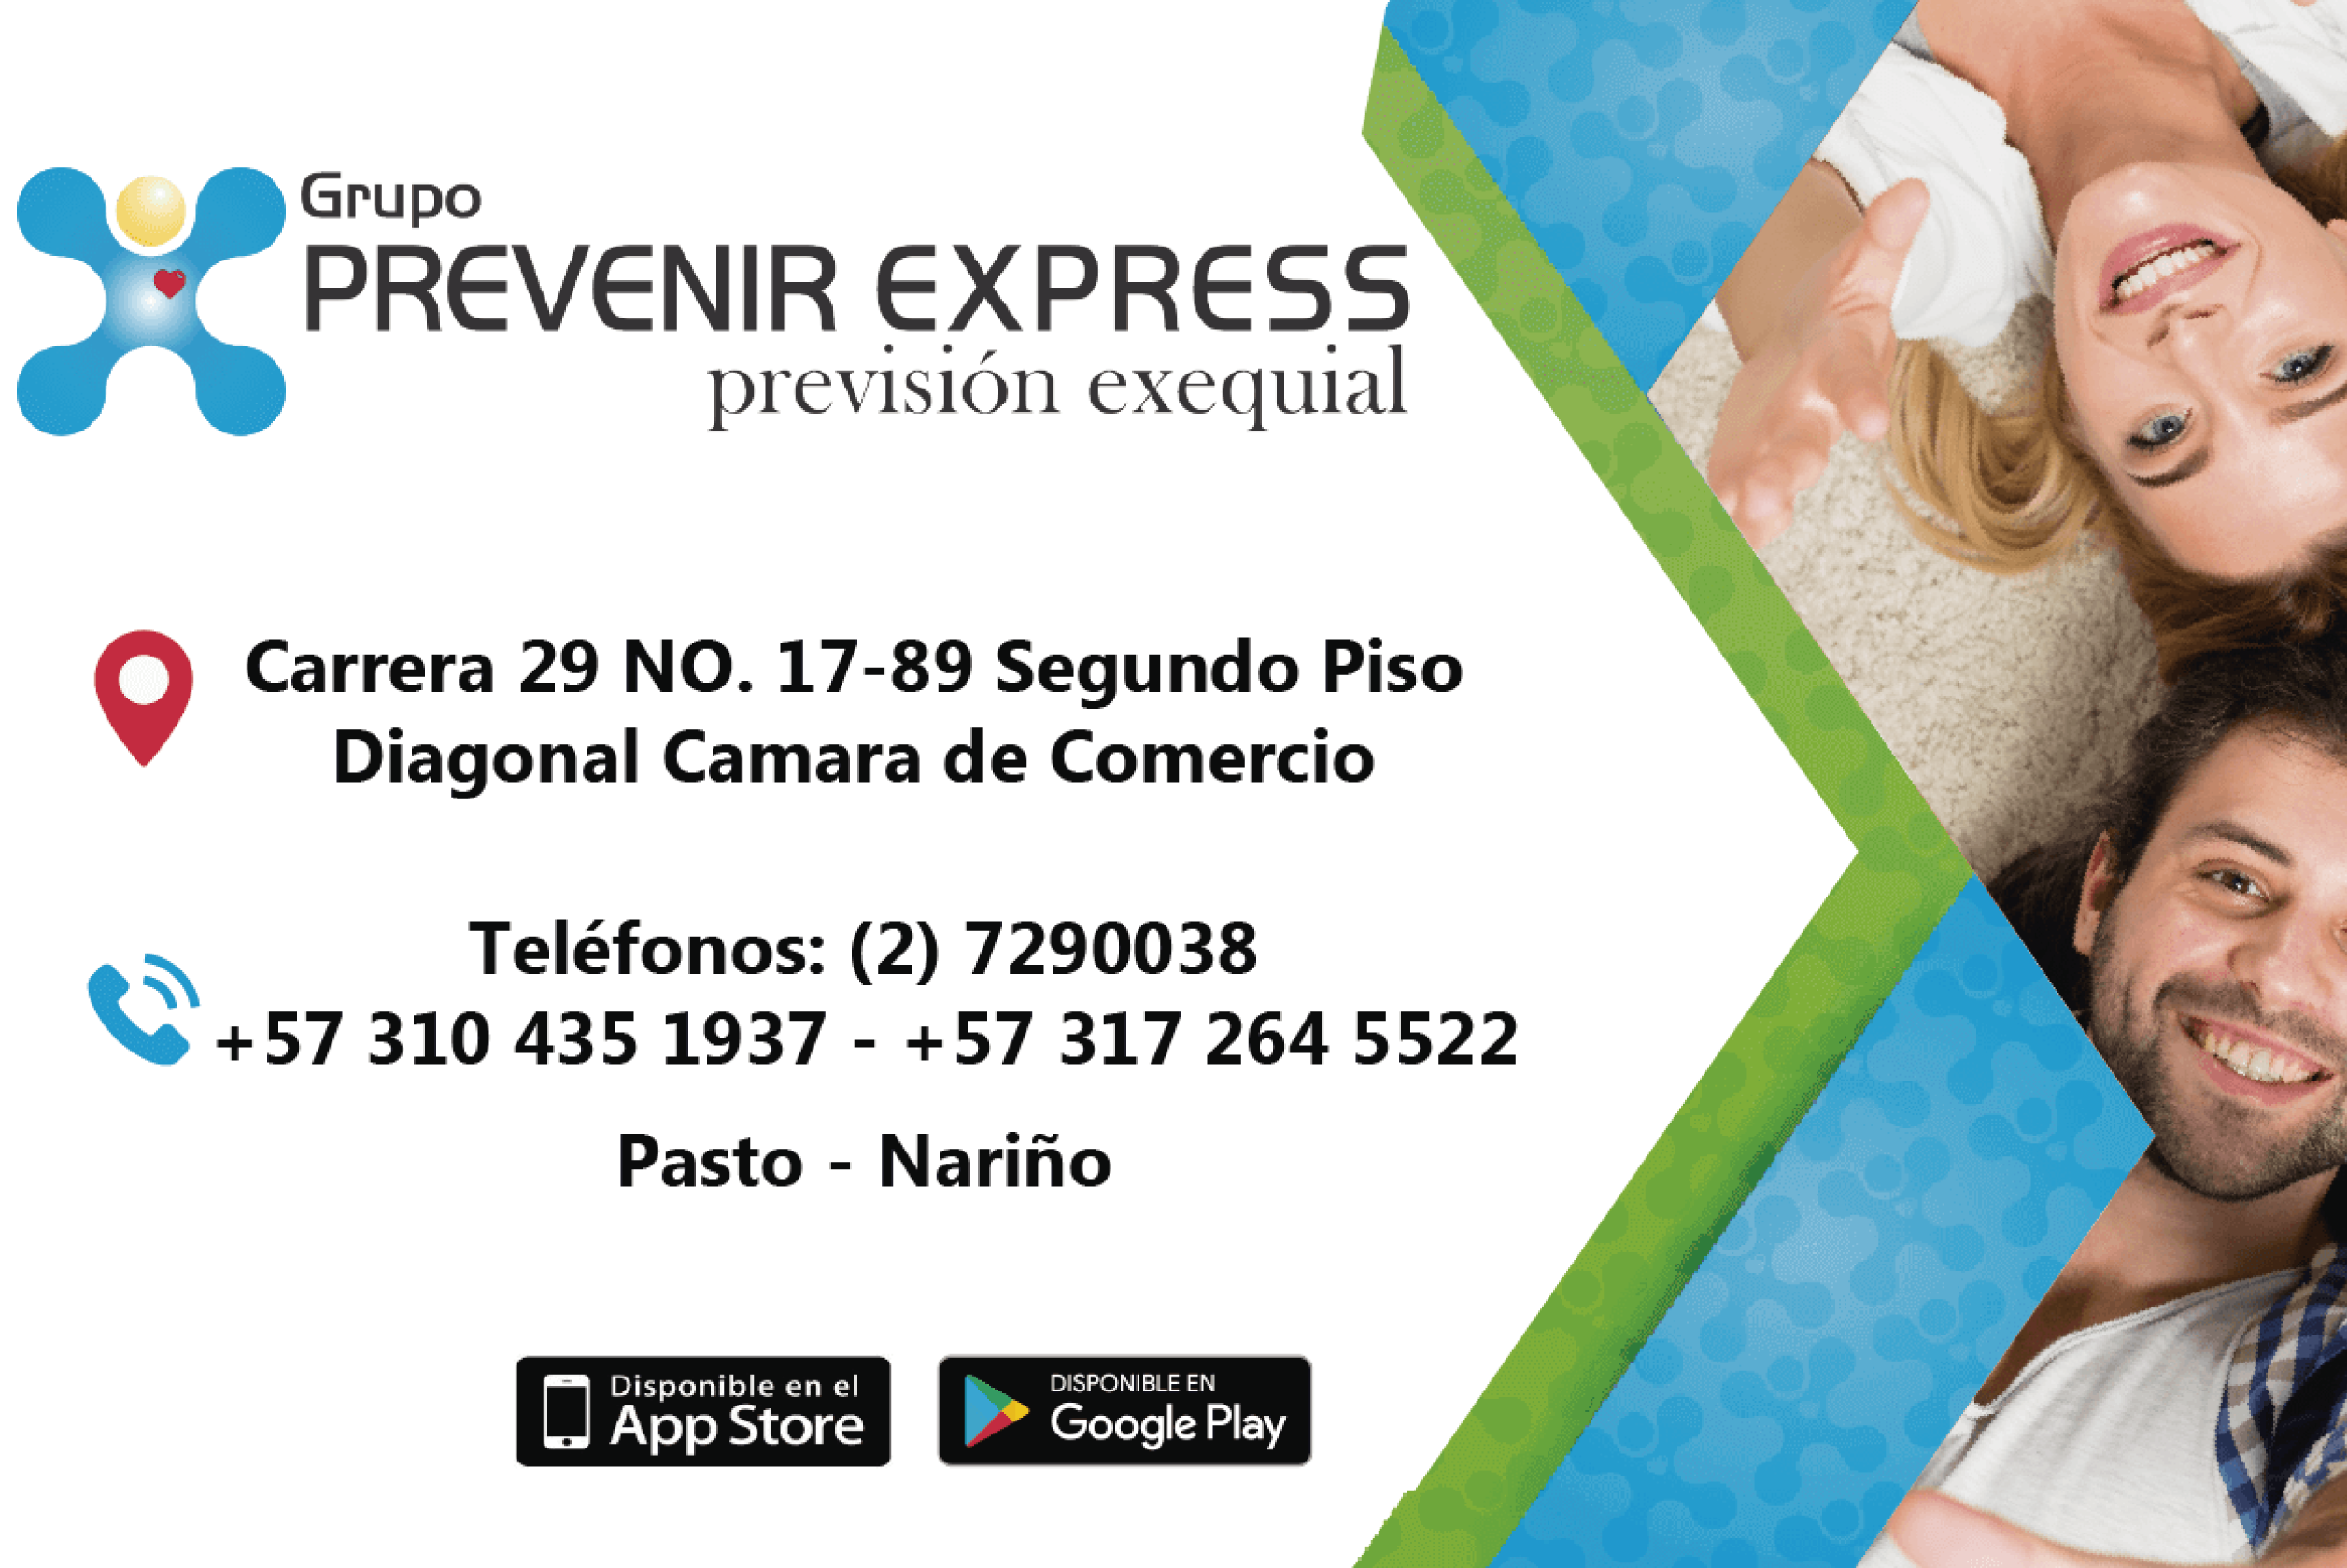 Grupo
PREVENIR EXPRESS
previsión exequial
Carrera 29 NO. 17-89 Segundo Piso
Diagonal Camara de Comercio
Teléfonos: (2) 7290038
+57 310 435 1937 - +57 317 264 5522
Pasto - Nariño
Disponible en el
App Store
DISPONIBLE EN
Google Play